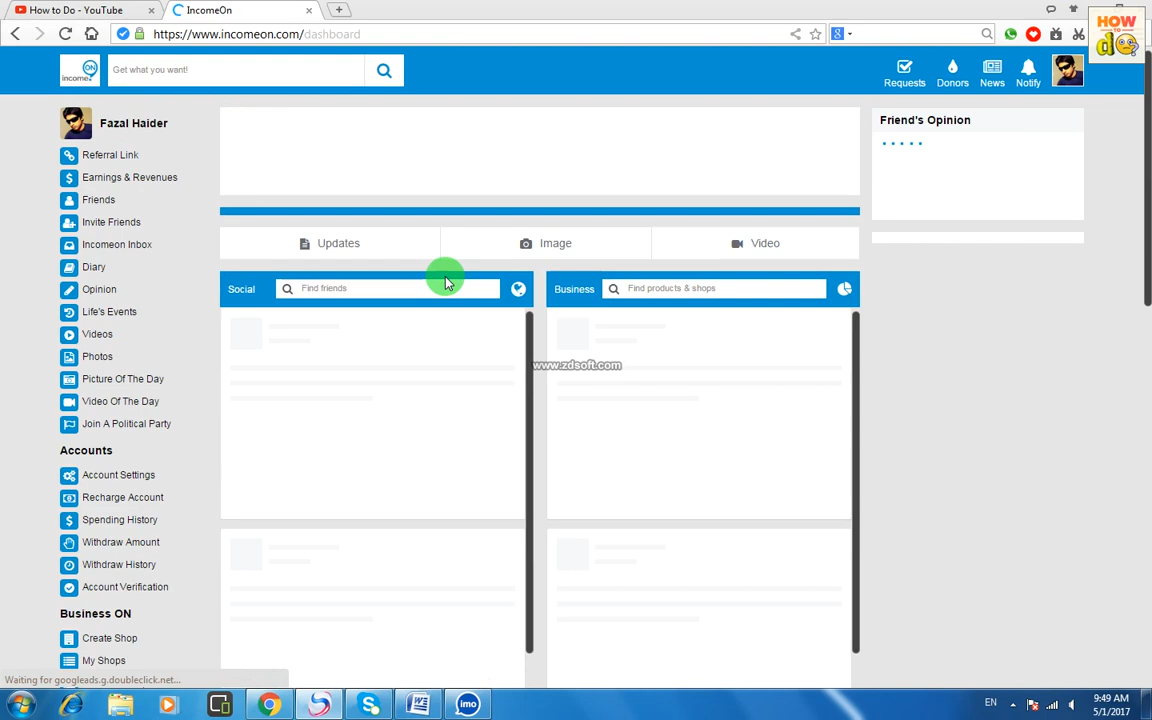 How to Do - YouTube
IncomeOn
https://www.incomeon.com/dashboard
HOW
TO
do
income
ON
Get what you want!
Requests
Donors
News
Notify
Fazal Haider
Referral Link
Earnings & Revenues
Friends
Invite Friends
Incomeon Inbox
Diary
Opinion
Life's Events
Videos
Photos
Picture Of The Day
Video Of The Day
Join A Political Party
Accounts
Account Settings
Recharge Account
Spending History
Withdraw Amount
Withdraw History
Account Verification
Business ON
Create Shop
My Shops
Updates
Image
Video
Social
Find friends
Business
Find products & shops
www.zdsoft.com
Friend's Opinion
Waiting for googleads.g.doubleclick.net...
imo
EN
9:49 AM
5/1/2017